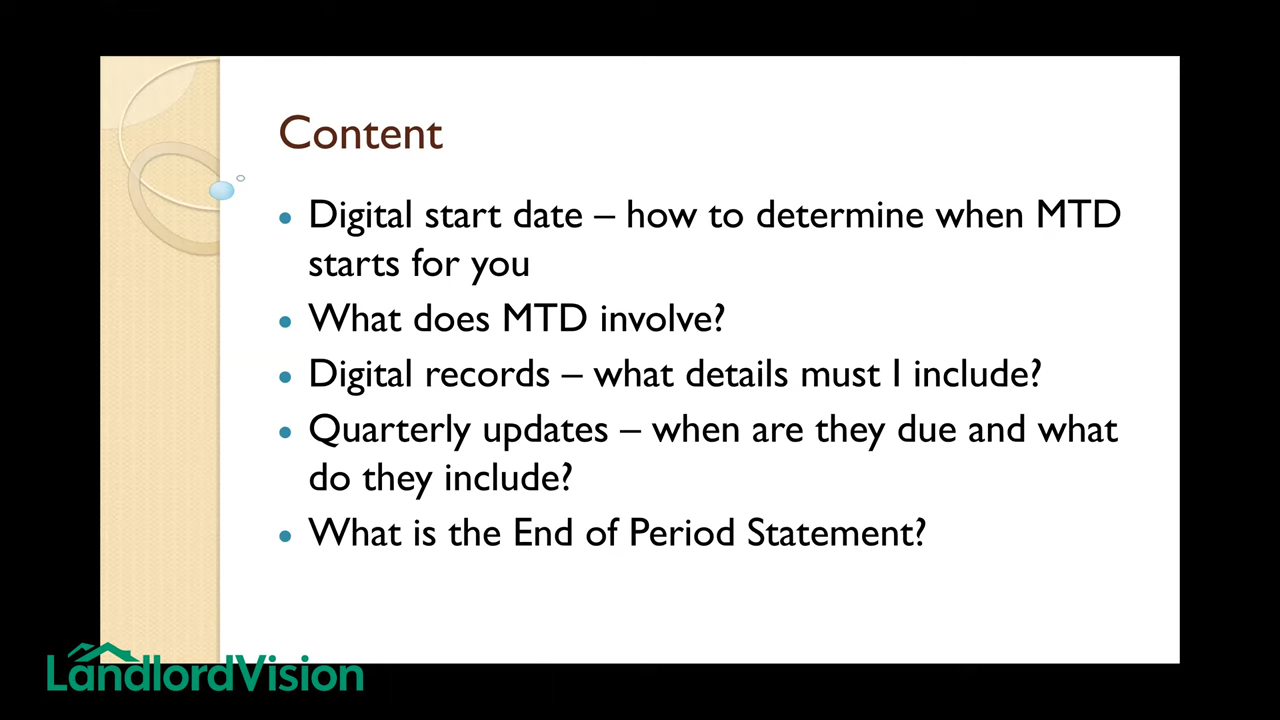 Content
• Digital start date – how to determine when MTD
starts for you
• What does MTD involve?
• Digital records – what details must I include?
• Quarterly updates – when are they due and what
do they include?
• What is the End of Period Statement?
LandlordVision